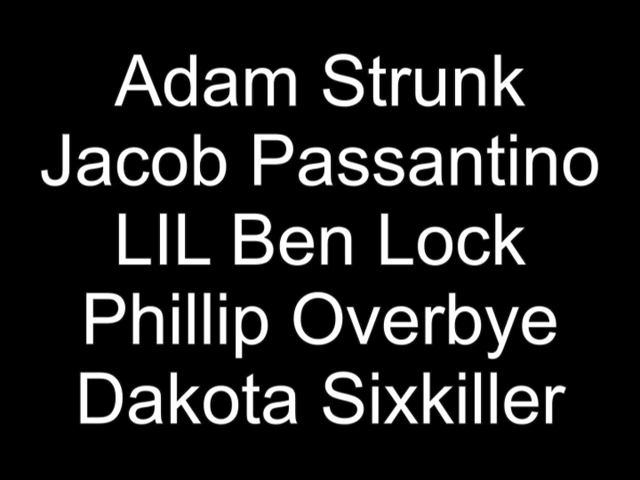 Adam Strunk
Jacob Passantino
LIL Ben Lock
Phillip Overbye
Dakota Sixkiller